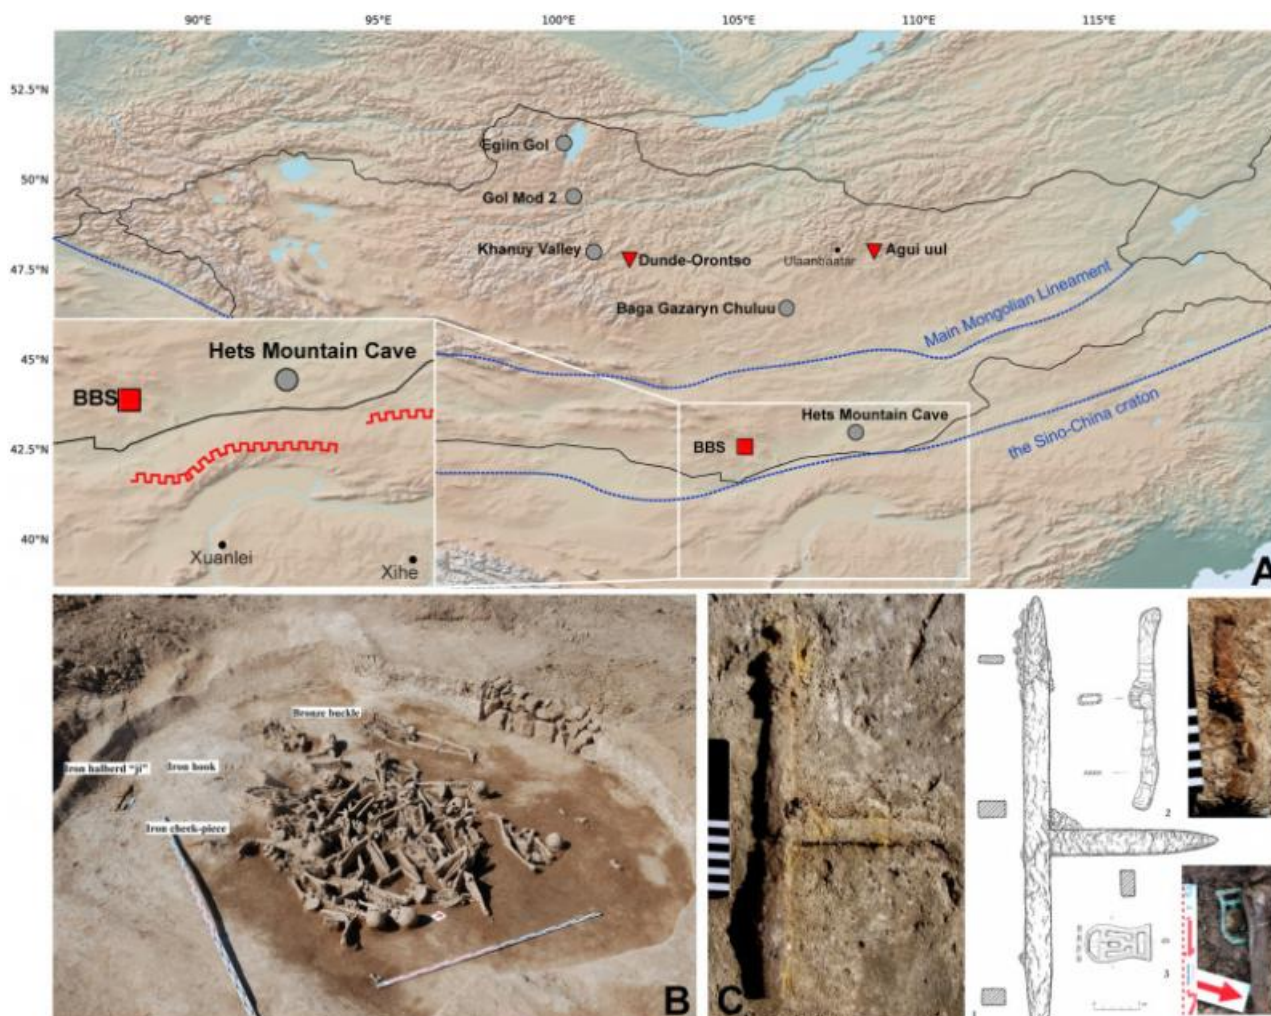 90°E 95°E 100°E 105°E 110°E 115°E
52.5°N
50°N
47.5°N
45°N
42.5°N
40°N
Egiin Gol
Gol Mod 2
Khanuy Valley
Dunde-Orontso
Ulaanbaatar
Agui uul
Baga Gazaryn Chuluu
Main Mongolian Lineament
the Sino-China craton
Hets Mountain Cave
BBS
Hets Mountain Cave
BBS
Xuanlei
Xihe
A
Bronze buckle
Iron halberd "ji"
Iron hook
Iron cheek-piece
B
C
1
2
3